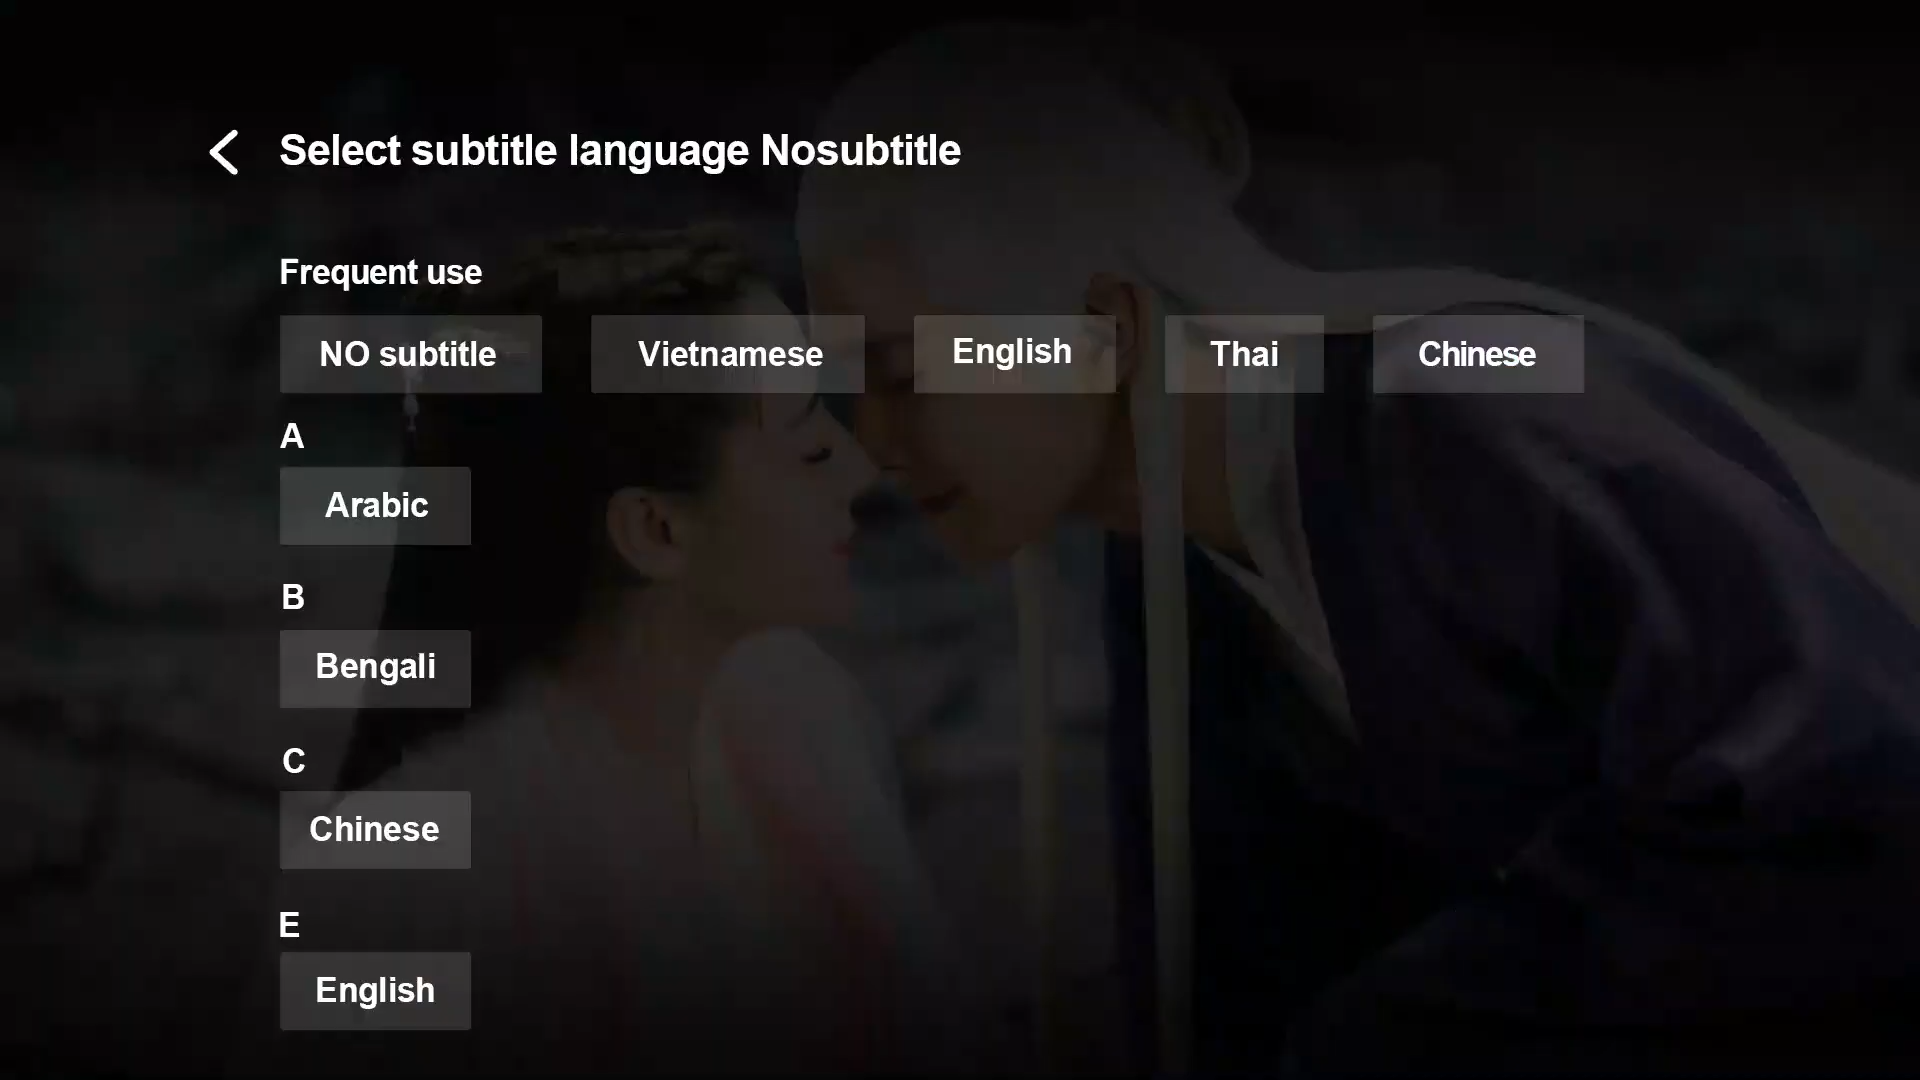 Select subtitle language Nosubtitle
Frequent use
NO subtitle Vietnamese English Thai Chinese
A
Arabic
B
Bengali
C
Chinese
E
English